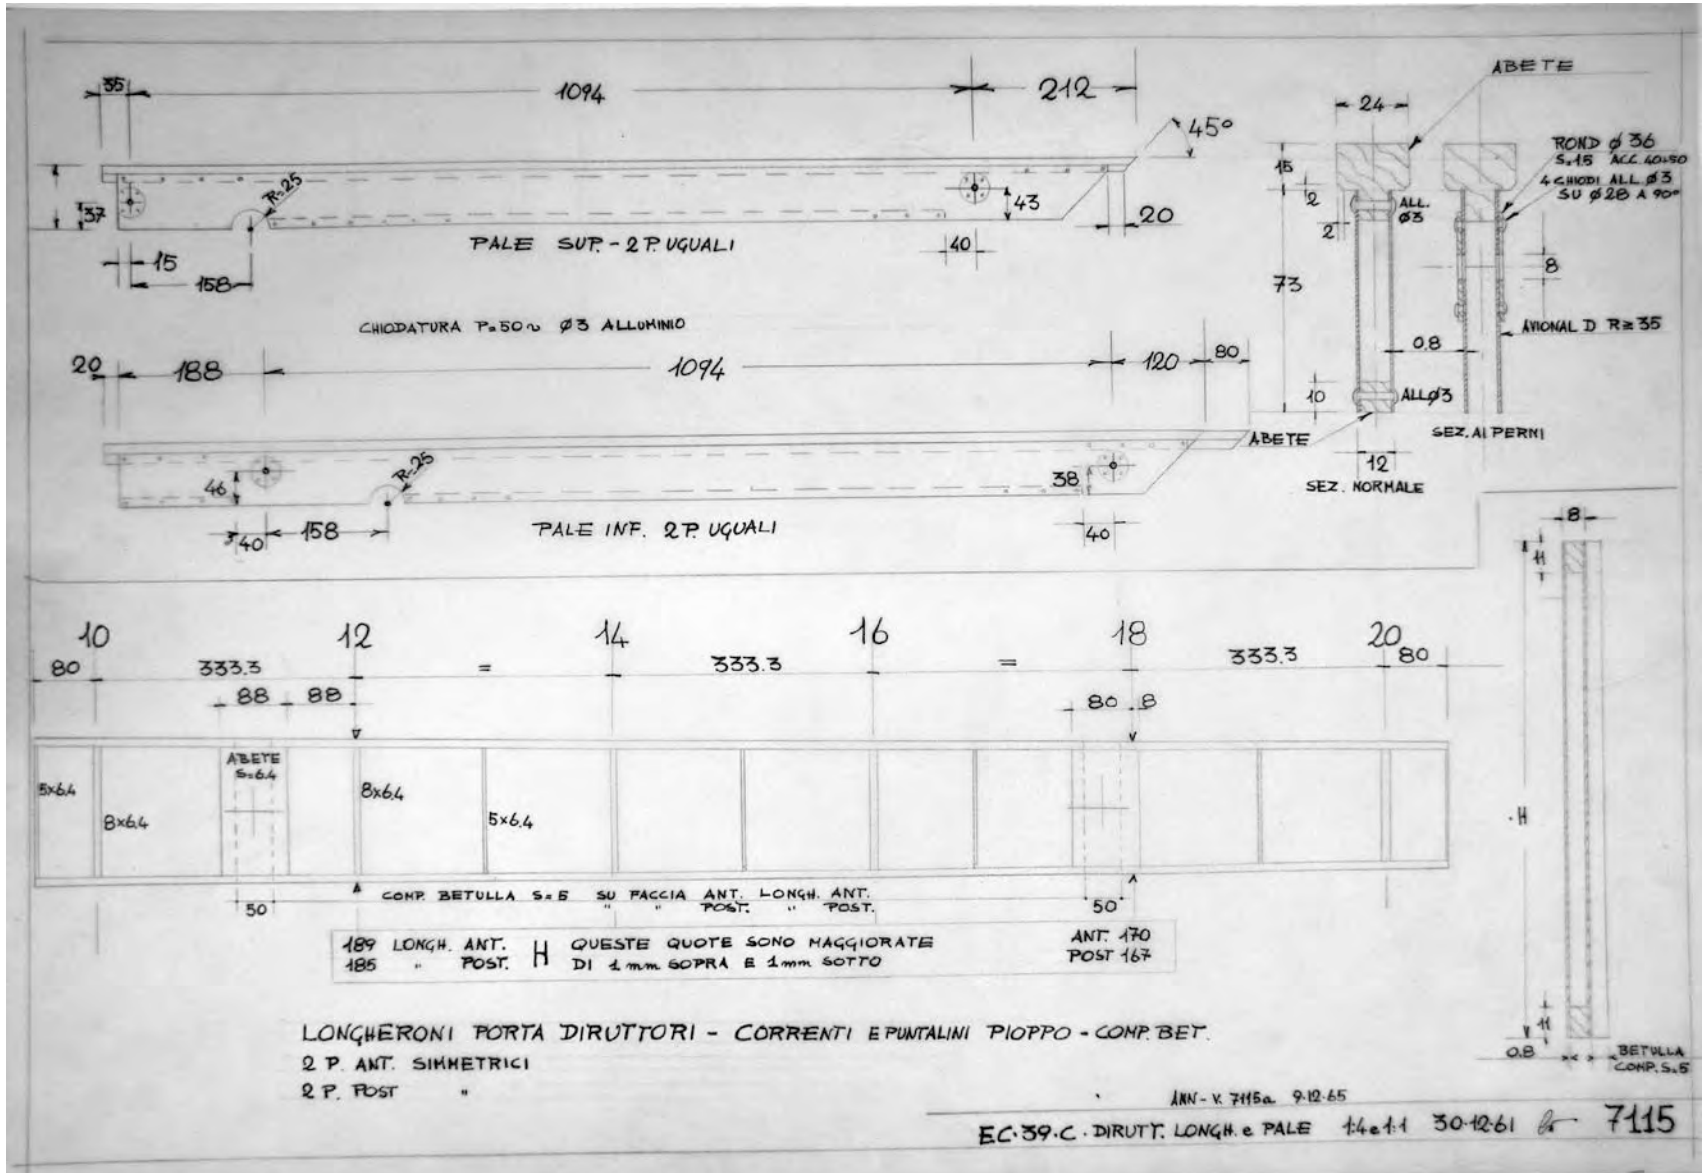 35
1094
212
45°
R=25
37
43
20
PALE SUP. - 2 P. UGUALI
40
15
158
CHIODATURA P=50~ Ø3 ALLUMINIO
20
188
1094
120
80
R=25
46
38
40
158
PALE INF. 2 P. UGUALI
40
ABETE
24
ROND Ø 36
S=1.5 ACC. 40÷50
4 CHIODI ALL. Ø3
SU Ø28 A 90°
15
2
ALL.
Ø3
2
73
8
AVIONAL D R≥35
0.8
10
ALL Ø3
ABETE
SEZ. AI PERNI
12
SEZ. NORMALE
8
11
H
11
0.8
BETULLA
COMP. S=5
10
12
14
16
18
20
80
333.3
=
333.3
=
333.3
80
88
88
80
8
ABETE
S=6.4
5x6.4
8x6.4
8x6.4
5x6.4
COMP. BETULLA S=5 SU FACCIA ANT. LONGH. ANT.
" " POST. " POST.
50
50
189 LONGH. ANT.
185 " POST.
H QUESTE QUOTE SONO MAGGIORATE
DI 1 mm SOPRA E 1 mm SOTTO
ANT. 170
POST 167
LONGHERONI PORTA DIRUTTORI - CORRENTI E PUNTALINI PIOPPO - COMP. BET.
2 P. ANT. SIMMETRICI
2 P. POST "
ANN - V. 7115a 9-12-65
EC·39·C · DIRUTT. LONGH. e PALE 1:4 e 1:1 30-12-61 7115